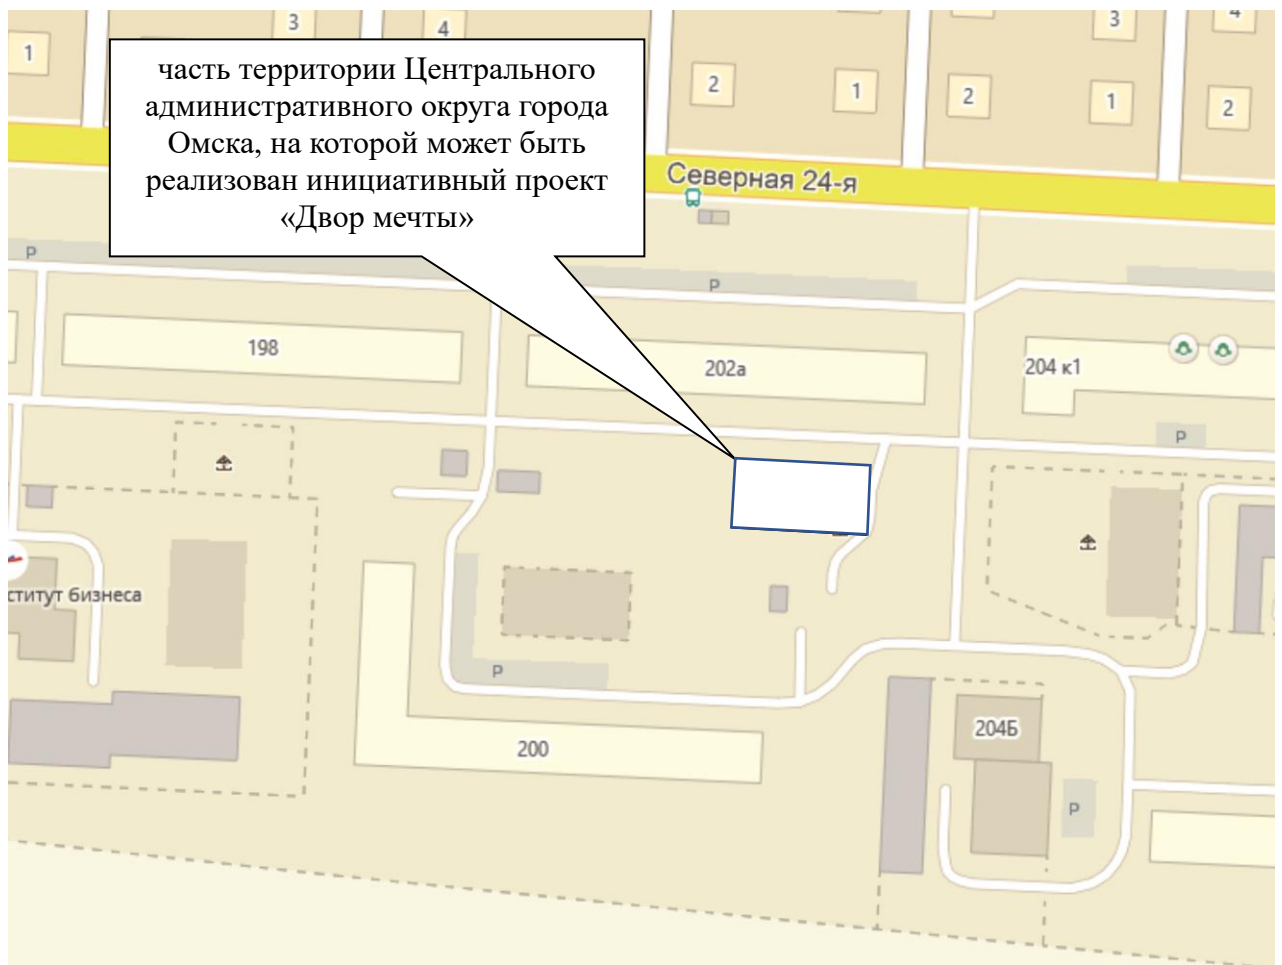 3
4
3
4
1
часть территории Центрального
административного округа города
Омска, на которой может быть
реализован инициативный проект
«Двор мечты»
2
1
2
1
2
Северная 24-я
P
P
198
202а
204 к1
P
ститут бизнеса
P
200
204Б
P